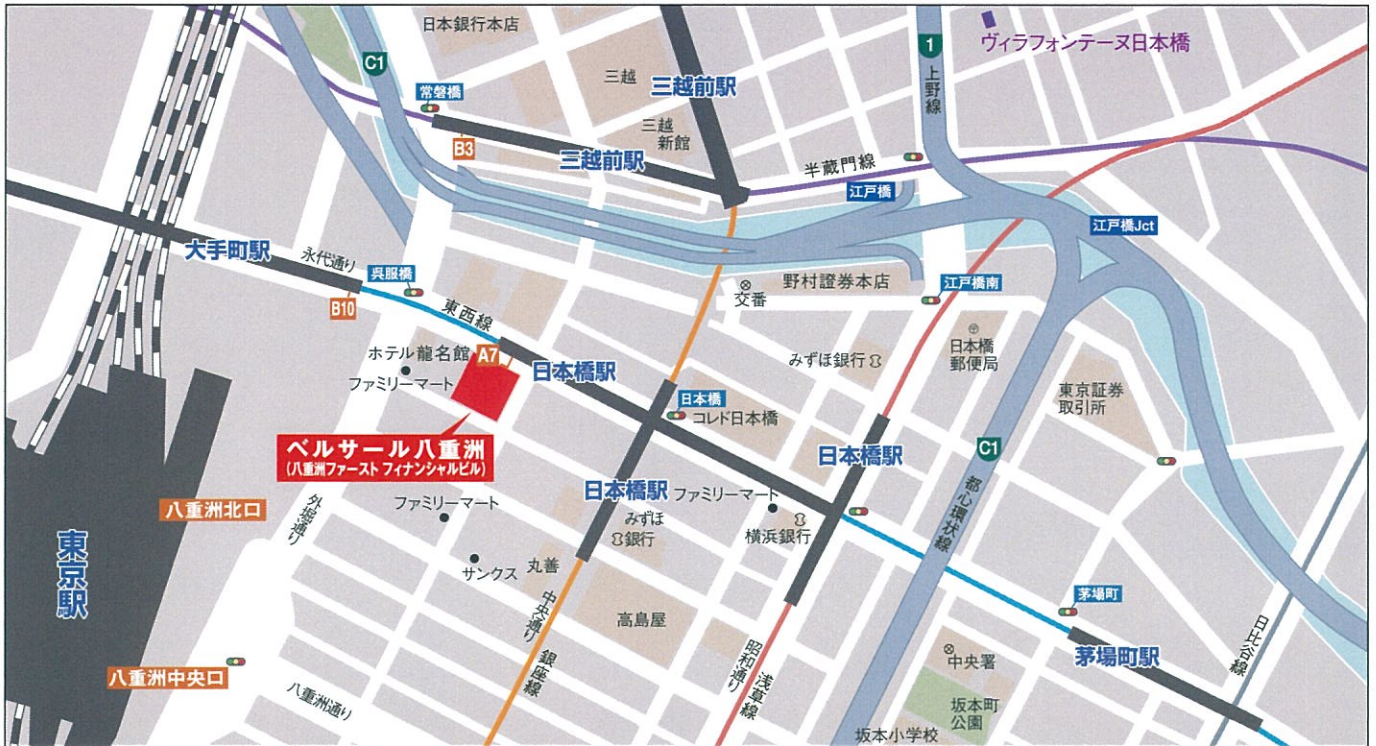 日本銀行本店
C1
常磐橋
三越
三越前駅
三越
新館
B3
三越前駅
1
上野線
ヴィラフォンテーヌ日本橋
半蔵門線
江戸橋
江戸橋Jct
大手町駅
永代通り
呉服橋
B10
東西線
交番
野村證券本店
江戸橋南
ホテル龍名館
A7
ファミリーマート
日本橋駅
みずほ銀行
日本橋
郵便局
東京証券
取引所
日本橋
コレド日本橋
ベルサール八重洲
(八重洲ファースト フィナンシャルビル)
日本橋駅
C1
都心環状線
八重洲北口
外堀通り
ファミリーマート
日本橋駅
ファミリーマート
みずほ
銀行
横浜銀行
東京駅
サンクス
丸善
中央通り
銀座線
高島屋
昭和通り
浅草線
茅場町
茅場町駅
日比谷線
八重洲中央口
八重洲通り
中央署
坂本町
公園
坂本小学校